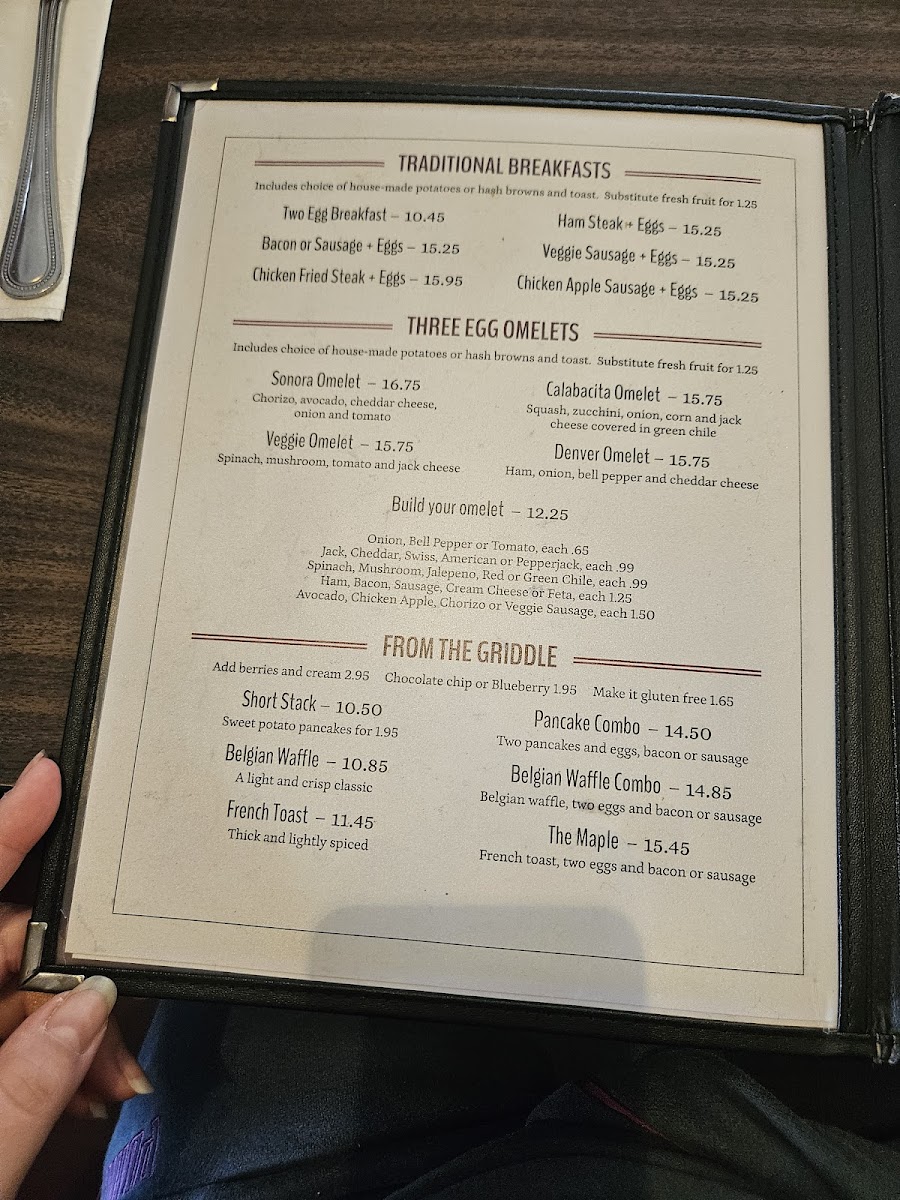 TRADITIONAL BREAKFASTS
Includes choice of house-made potatoes or hash browns and toast. Substitute fresh fruit for 1.25
Two Egg Breakfast – 10.45
Bacon or Sausage + Eggs – 15.25
Chicken Fried Steak + Eggs – 15.95
Ham Steak + Eggs – 15.25
Veggie Sausage + Eggs – 15.25
Chicken Apple Sausage + Eggs – 15.25
THREE EGG OMELETS
Includes choice of house-made potatoes or hash browns and toast. Substitute fresh fruit for 1.25
Sonora Omelet – 16.75
Chorizo, avocado, cheddar cheese,
onion and tomato
Veggie Omelet – 15.75
Spinach, mushroom, tomato and jack cheese
Calabacita Omelet – 15.75
Squash, zucchini, onion, corn and jack
cheese covered in green chile
Denver Omelet – 15.75
Ham, onion, bell pepper and cheddar cheese
Build your omelet – 12.25
Onion, Bell Pepper or Tomato, each .65
Jack, Cheddar, Swiss, American or Pepperjack, each .99
Spinach, Mushroom, Jalepeno, Red or Green Chile, each .99
Ham, Bacon, Sausage, Cream Cheese or Feta, each 1.25
Avocado, Chicken Apple, Chorizo or Veggie Sausage, each 1.50
FROM THE GRIDDLE
Add berries and cream 2.95 Chocolate chip or Blueberry 1.95 Make it gluten free 1.65
Short Stack – 10.50
Sweet potato pancakes for 1.95
Belgian Waffle – 10.85
A light and crisp classic
French Toast – 11.45
Thick and lightly spiced
Pancake Combo – 14.50
Two pancakes and eggs, bacon or sausage
Belgian Waffle Combo – 14.85
Belgian waffle, two eggs and bacon or sausage
The Maple – 15.45
French toast, two eggs and bacon or sausage